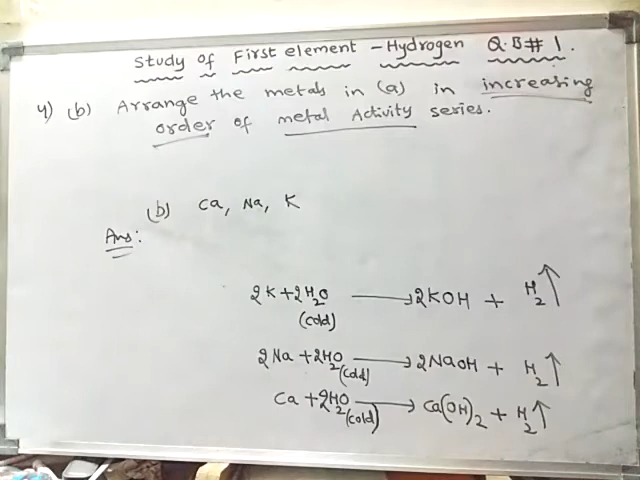 Study of First element - Hydrogen Q.B# 1.
4) (b) Arrange the metals in (a) in increasing
order of metal Activity series.
(b) Ca, Na, K
Ans:
2K + 2H₂O (cold) ⟶ 2KOH + H₂↑
2Na + 2H₂O (cold) ⟶ 2NaOH + H₂↑
Ca + 2H₂O (cold) ⟶ Ca(OH)₂ + H₂↑